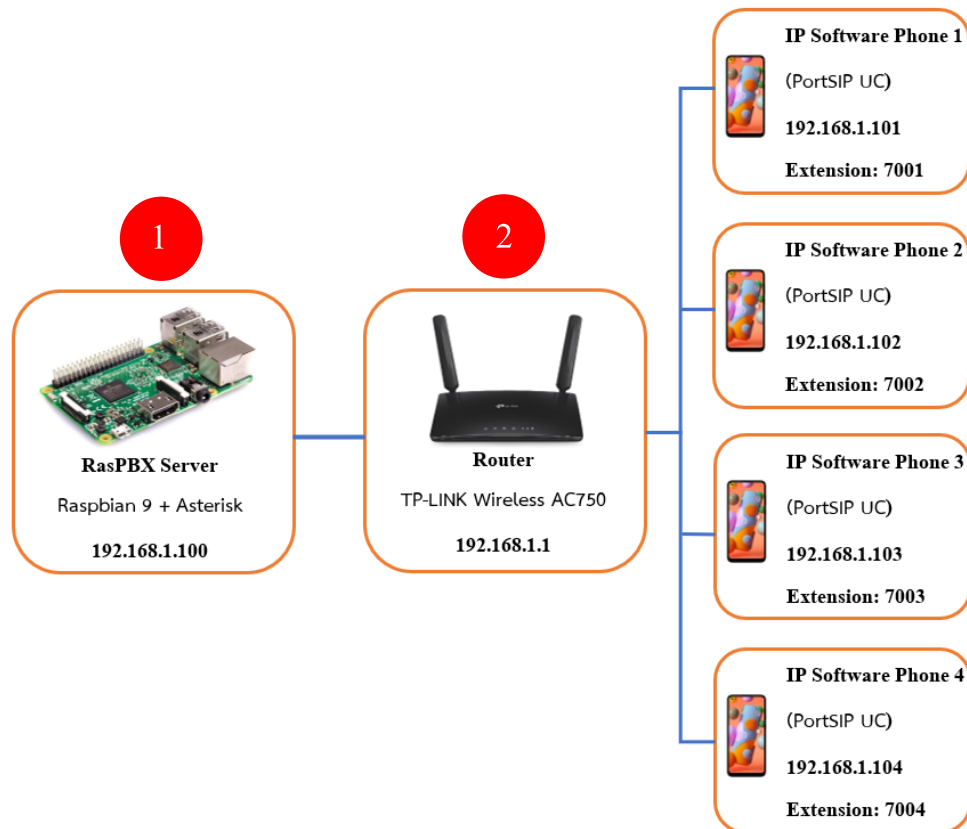 1
RasPBX Server
Raspbian 9 + Asterisk
192.168.1.100
2
Router
TP-LINK Wireless AC750
192.168.1.1
IP Software Phone 1
(PortSIP UC)
192.168.1.101
Extension: 7001
IP Software Phone 2
(PortSIP UC)
192.168.1.102
Extension: 7002
IP Software Phone 3
(PortSIP UC)
192.168.1.103
Extension: 7003
IP Software Phone 4
(PortSIP UC)
192.168.1.104
Extension: 7004